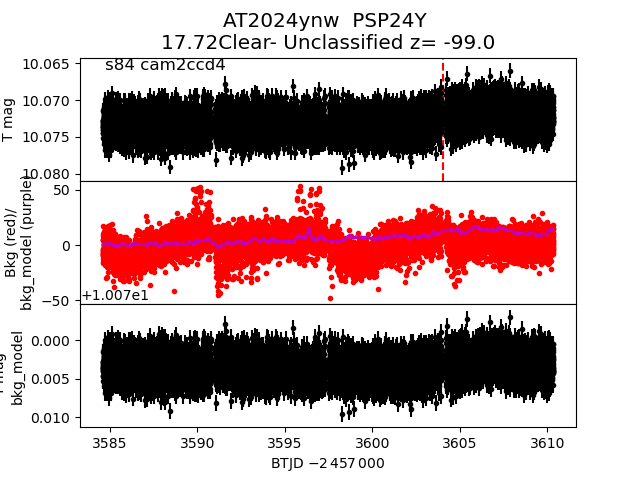 AT2024ynw  PSP24Y
17.72Clear- Unclassified z= -99.0
s84 cam2ccd4
10.065
10.070
10.075
10.080
T mag
50
0
−50
Bkg (red)/
bkg_model (purple)
+1.007e1
0.000
0.005
0.010
bkg_model
3585
3590
3595
3600
3605
3610
BTJD −2 457 000